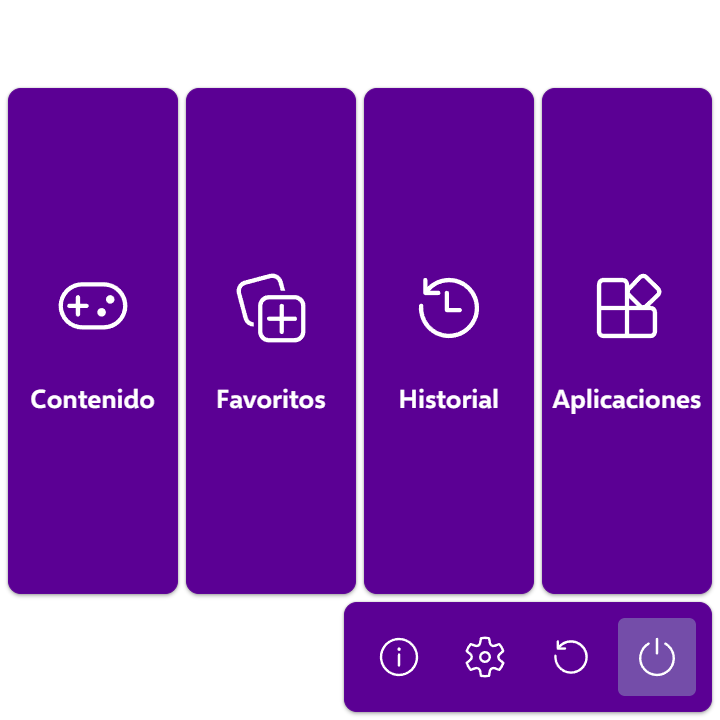 Contenido
Favoritos
Historial
Aplicaciones